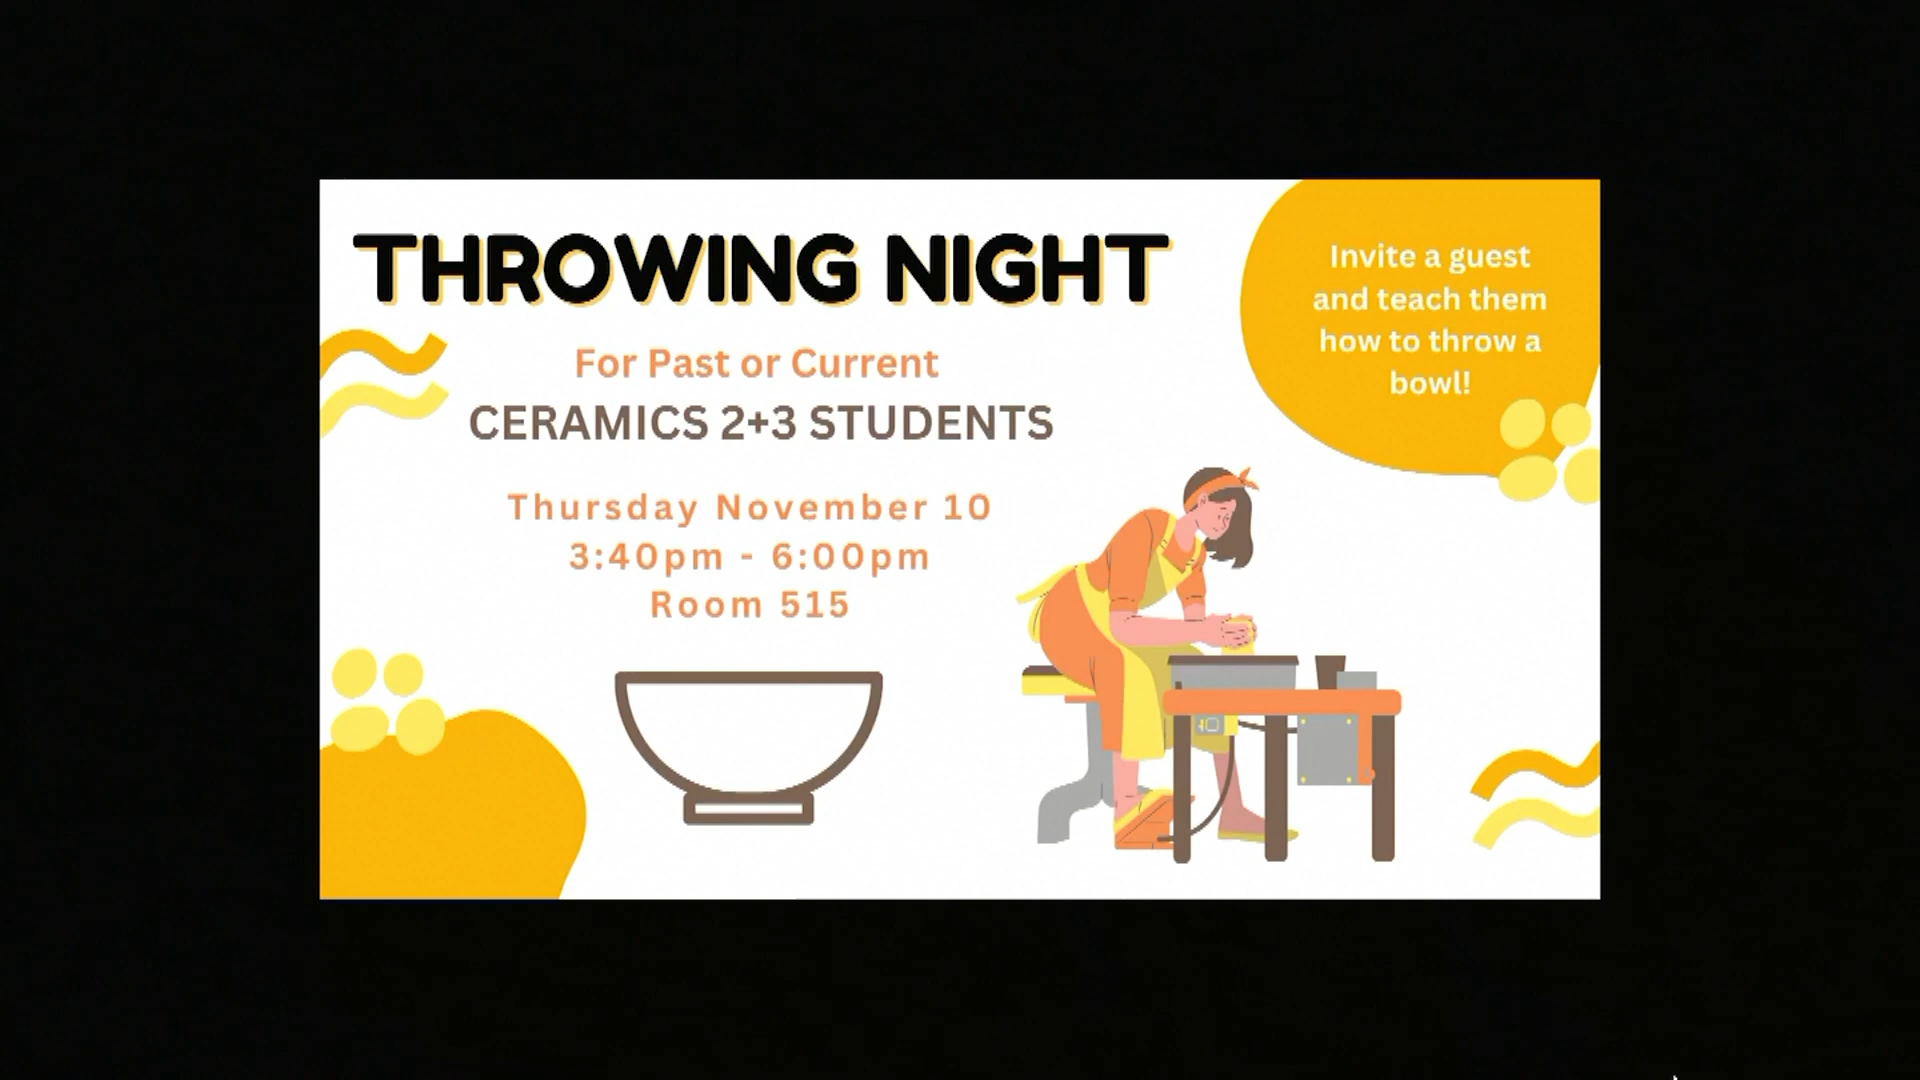 THROWING NIGHT
For Past or Current
CERAMICS 2+3 STUDENTS
Thursday November 10
3:40pm - 6:00pm
Room 515
Invite a guest
and teach them
how to throw a
bowl!